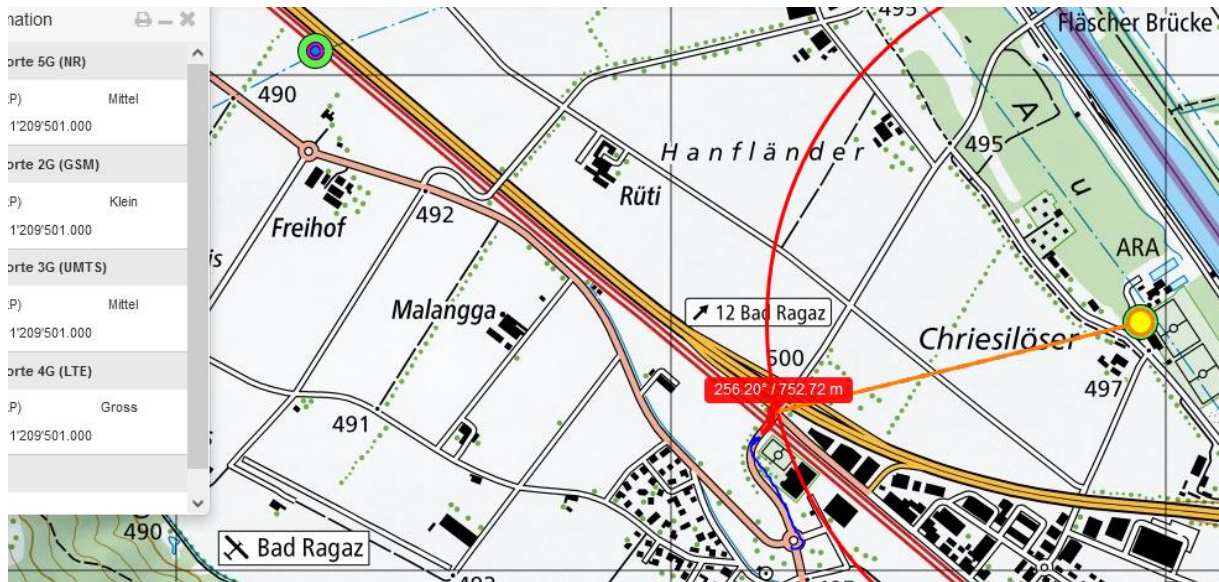 mation
orte 5G (NR)
P) Mittel
1'209'501.000
orte 2G (GSM)
P) Klein
1'209'501.000
orte 3G (UMTS)
P) Mittel
1'209'501.000
orte 4G (LTE)
P) Gross
1'209'501.000
495
Fläscher Brücke
490
Hanfländer
495
Au
Rüti
492
Freihof
is
ARA
Malangga
12 Bad Ragaz
Chriesilöser
500
256.20° / 752.72 m
497
491
490
Bad Ragaz